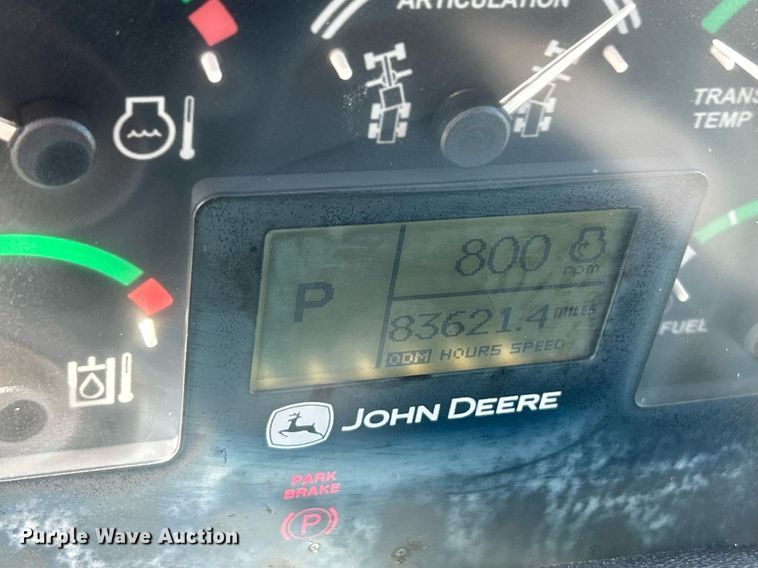 ARTICULATION
TRANS
TEMP
P
800
rpm
83621.4 MILES
ODM HOURS SPEED
FUEL
JOHN DEERE
PARK
BRAKE
P
Purple Wave Auction